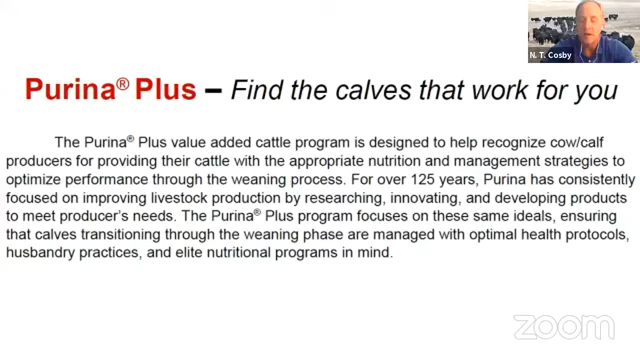 N. T. Cosby
Purina® Plus – Find the calves that work for you
The Purina® Plus value added cattle program is designed to help recognize cow/calf
producers for providing their cattle with the appropriate nutrition and management strategies to
optimize performance through the weaning process. For over 125 years, Purina has consistently
focused on improving livestock production by researching, innovating, and developing products
to meet producer's needs. The Purina® Plus program focuses on these same ideals, ensuring
that calves transitioning through the weaning phase are managed with optimal health protocols,
husbandry practices, and elite nutritional programs in mind.
zoom